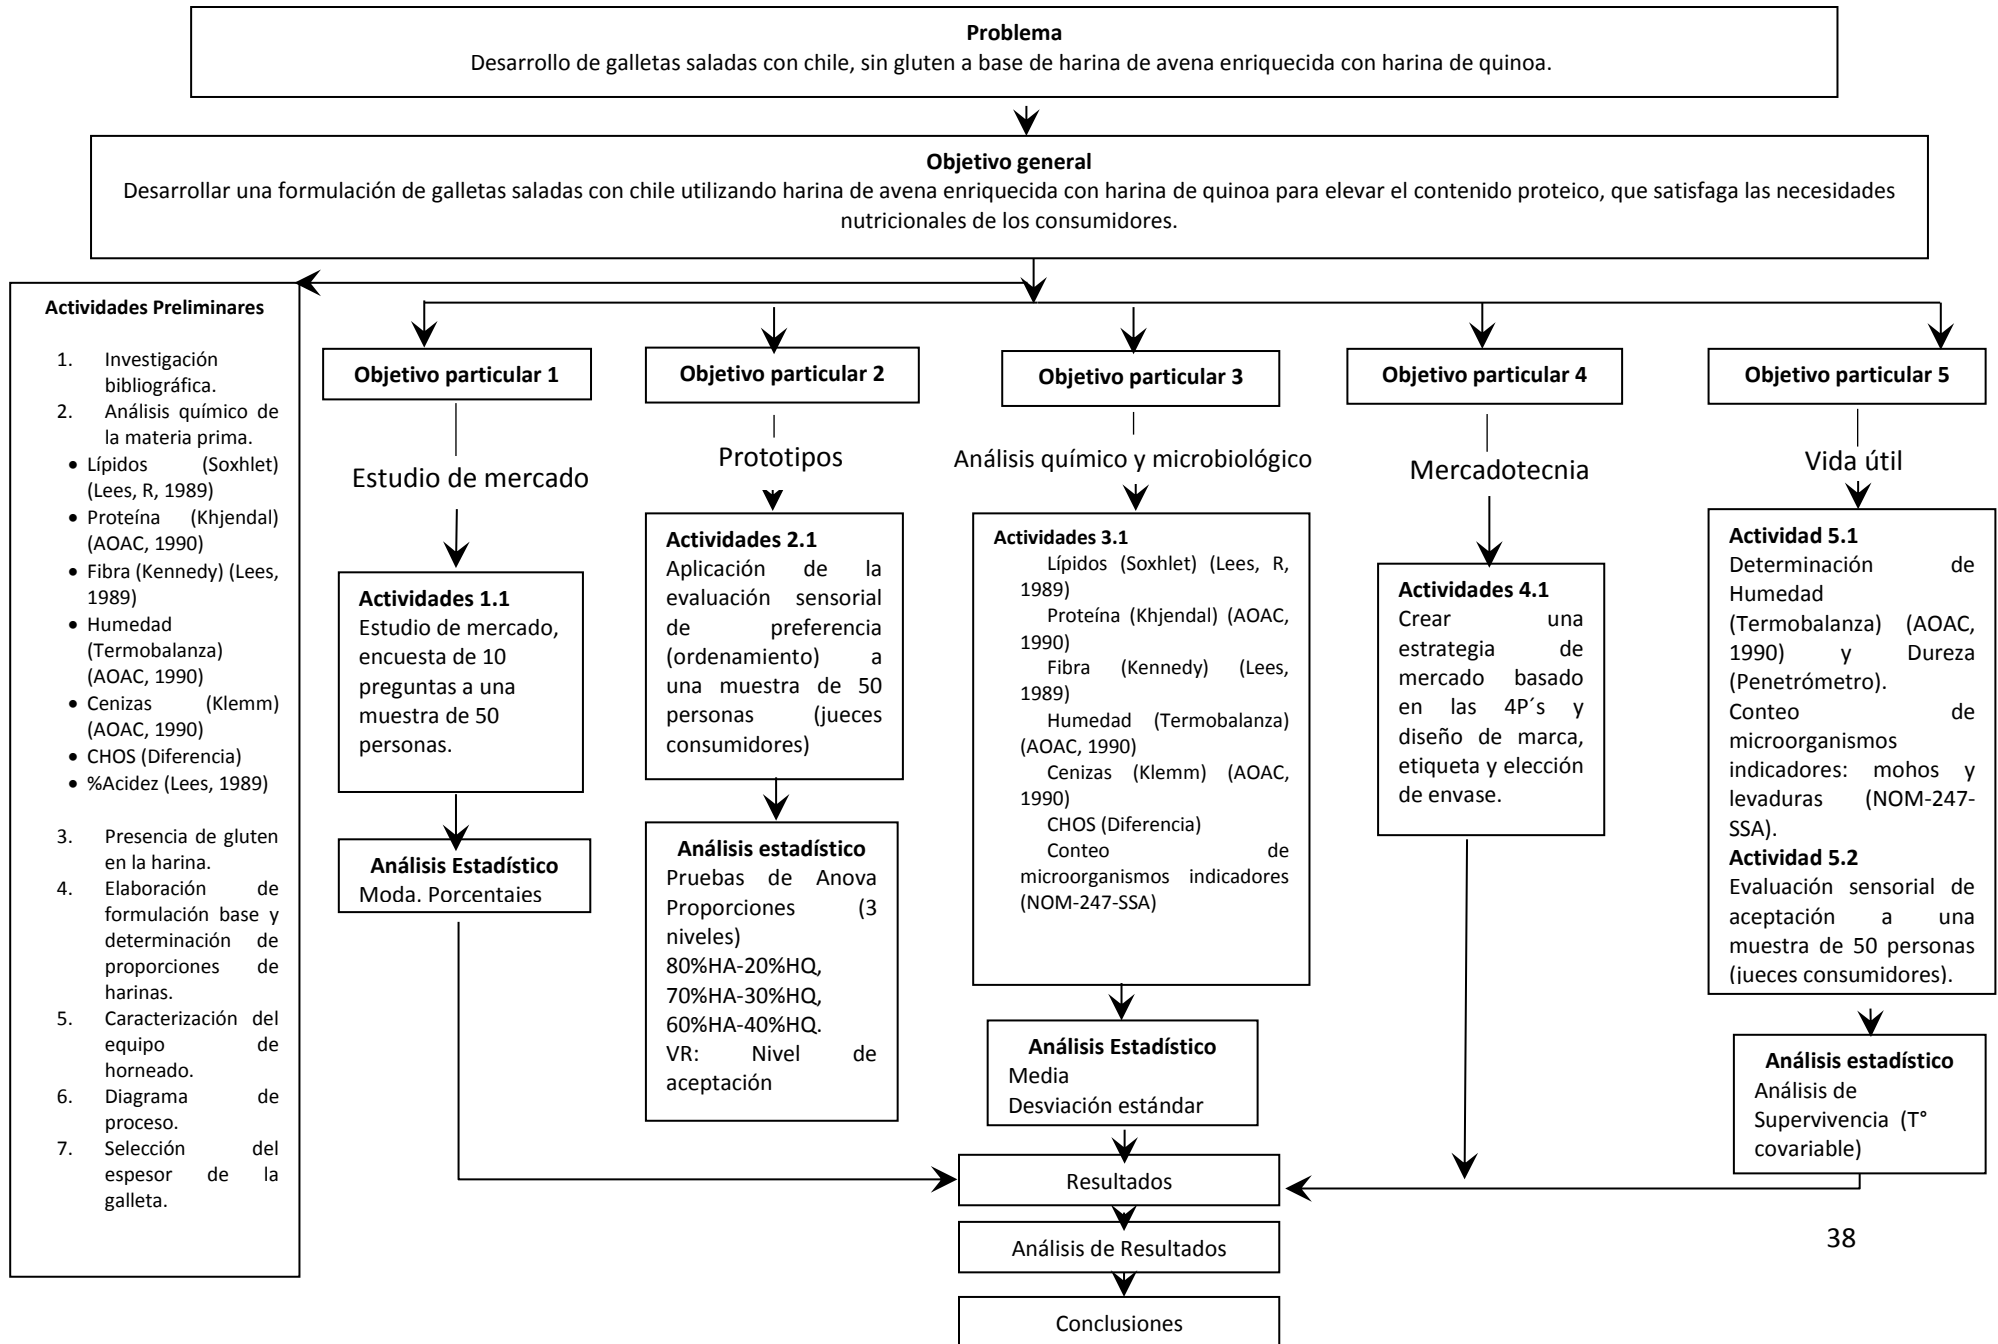 Problema
Desarrollo de galletas saladas con chile, sin gluten a base de harina de avena enriquecida con harina de quinoa.
Objetivo general
Desarrollar una formulación de galletas saladas con chile utilizando harina de avena enriquecida con harina de quinoa para elevar el contenido proteico, que satisfaga las necesidades
nutricionales de los consumidores.
Actividades Preliminares
1. Investigación
bibliográfica.
2. Análisis químico de
la materia prima.
• Lípidos (Soxhlet)
(Lees, R, 1989)
• Proteína (Khjendal)
(AOAC, 1990)
• Fibra (Kennedy) (Lees,
1989)
• Humedad
(Termobalanza)
(AOAC, 1990)
• Cenizas (Klemm)
(AOAC, 1990)
• CHOS (Diferencia)
• %Acidez (Lees, 1989)
3. Presencia de gluten
en la harina.
4. Elaboración de
formulación base y
determinación de
proporciones de
harinas.
5. Caracterización del
equipo de
horneado.
6. Diagrama de
proceso.
7. Selección del
espesor de la
galleta.
Objetivo particular 1
Estudio de mercado
Actividades 1.1
Estudio de mercado,
encuesta de 10
preguntas a una
muestra de 50
personas.
Análisis Estadístico
Moda. Porcentajes
Objetivo particular 2
Prototipos
Actividades 2.1
Aplicación de la
evaluación sensorial
de preferencia
(ordenamiento) a
una muestra de 50
personas (jueces
consumidores)
Análisis estadístico
Pruebas de Anova
Proporciones (3
niveles)
80%HA-20%HQ,
70%HA-30%HQ,
60%HA-40%HQ.
VR: Nivel de
aceptación
Objetivo particular 3
Análisis químico y microbiológico
Actividades 3.1
Lípidos (Soxhlet) (Lees, R,
1989)
Proteína (Khjendal) (AOAC,
1990)
Fibra (Kennedy) (Lees,
1989)
Humedad (Termobalanza)
(AOAC, 1990)
Cenizas (Klemm) (AOAC,
1990)
CHOS (Diferencia)
Conteo de
microorganismos indicadores
(NOM-247-SSA)
Análisis Estadístico
Media
Desviación estándar
Objetivo particular 4
Mercadotecnia
Actividades 4.1
Crear una
estrategia de
mercado basado
en las 4P´s y
diseño de marca,
etiqueta y elección
de envase.
Objetivo particular 5
Vida útil
Actividad 5.1
Determinación de
Humedad
(Termobalanza) (AOAC,
1990) y Dureza
(Penetrómetro).
Conteo de
microorganismos
indicadores: mohos y
levaduras (NOM-247-
SSA).
Actividad 5.2
Evaluación sensorial de
aceptación a una
muestra de 50 personas
(jueces consumidores).
Análisis estadístico
Análisis de
Supervivencia (T°
covariable)
Resultados
Análisis de Resultados
Conclusiones
38